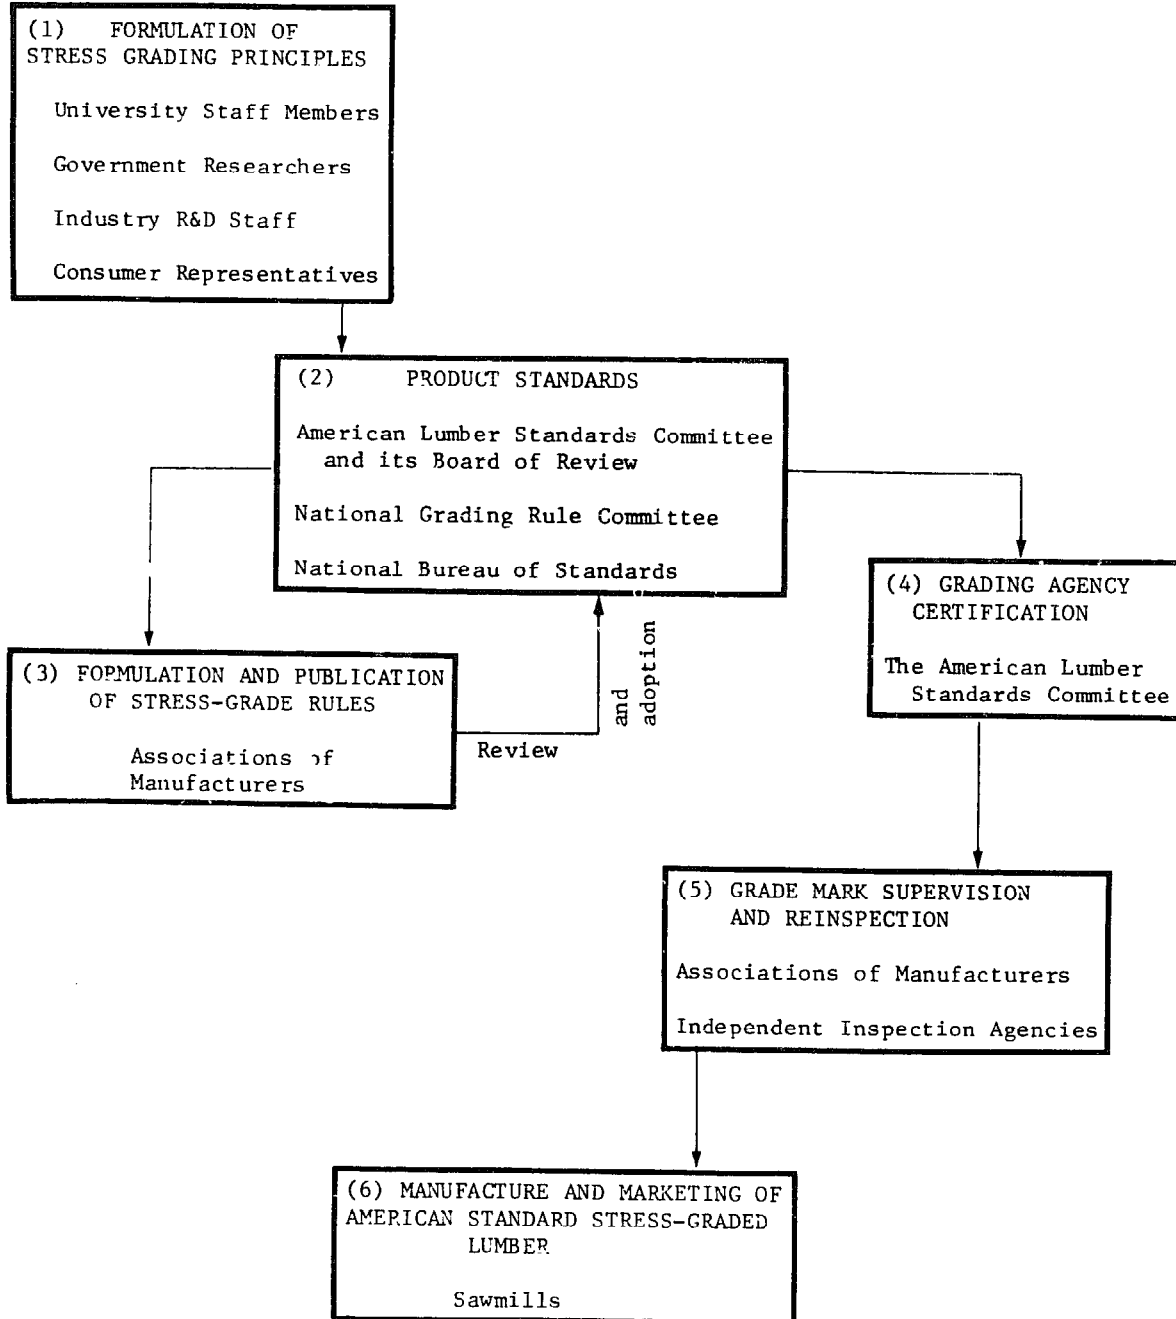 (1) FORMULATION OF
STRESS GRADING PRINCIPLES
University Staff Members
Government Researchers
Industry R&D Staff
Consumer Representatives
(2) PRODUCT STANDARDS
American Lumber Standards Committee
and its Board of Review
National Grading Rule Committee
National Bureau of Standards
(3) FORMULATION AND PUBLICATION
OF STRESS-GRADE RULES
Associations of
Manufacturers
Review
and
adoption
(4) GRADING AGENCY
CERTIFICATION
The American Lumber
Standards Committee
(5) GRADE MARK SUPERVISION
AND REINSPECTION
Associations of Manufacturers
Independent Inspection Agencies
(6) MANUFACTURE AND MARKETING OF
AMERICAN STANDARD STRESS-GRADED
LUMBER
Sawmills